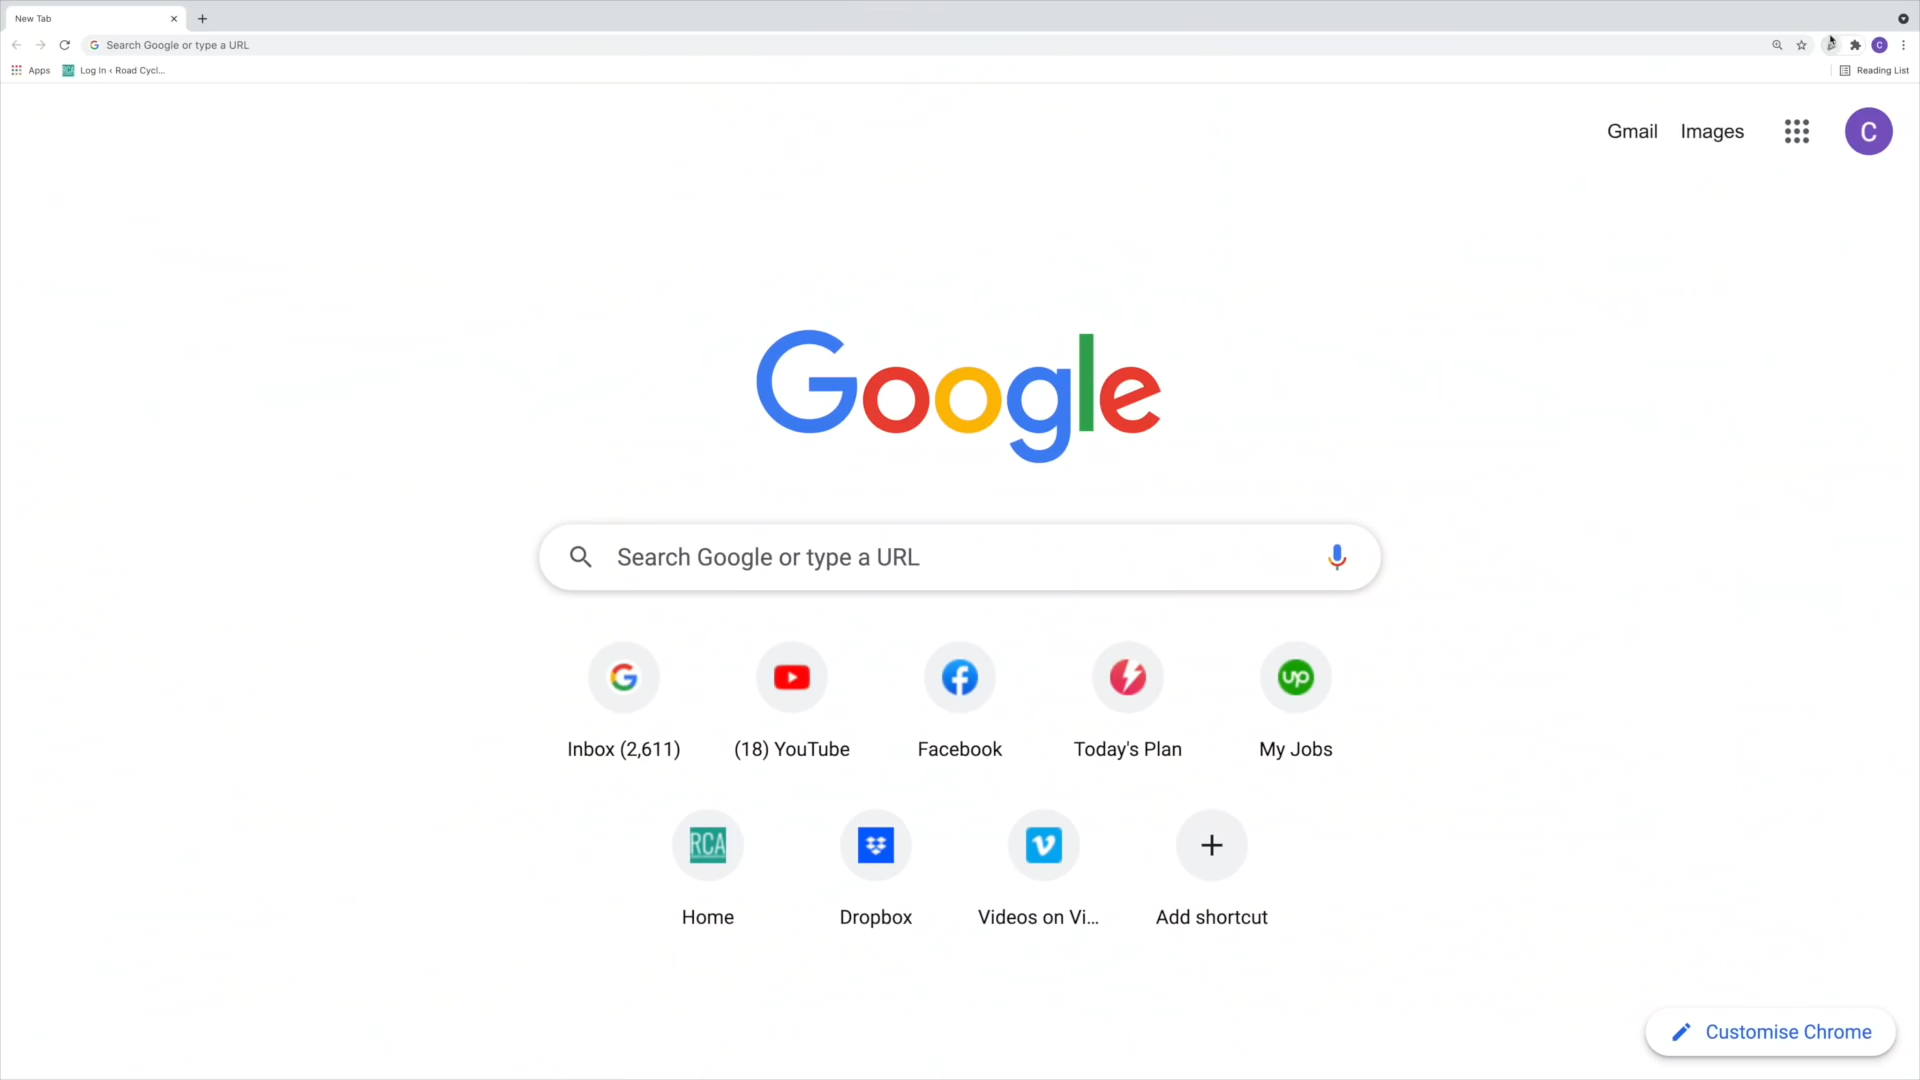 New Tab
Search Google or type a URL
C
Apps
Log In ‹ Road Cycl...
Reading List
Gmail
Images
C
Google
Search Google or type a URL
up
Inbox (2,611)
(18) YouTube
Facebook
Today's Plan
My Jobs
RCA
Home
Dropbox
Videos on Vi...
Add shortcut
Customise Chrome